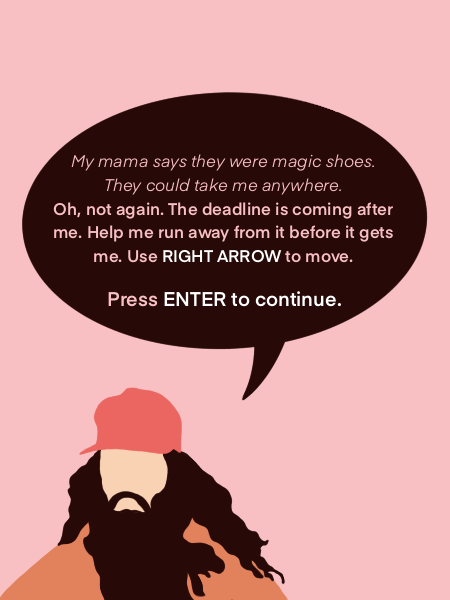 My mama says they were magic shoes.
They could take me anywhere.
Oh, not again. The deadline is coming after
me. Help me run away from it before it gets
me. Use RIGHT ARROW to move.
Press ENTER to continue.